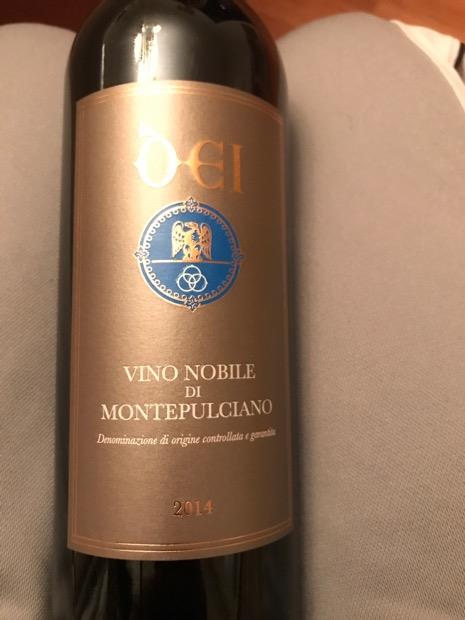 DEI
VINO NOBILE
DI
MONTEPULCIANO
Denominazione di origine controllata e garantita
2014